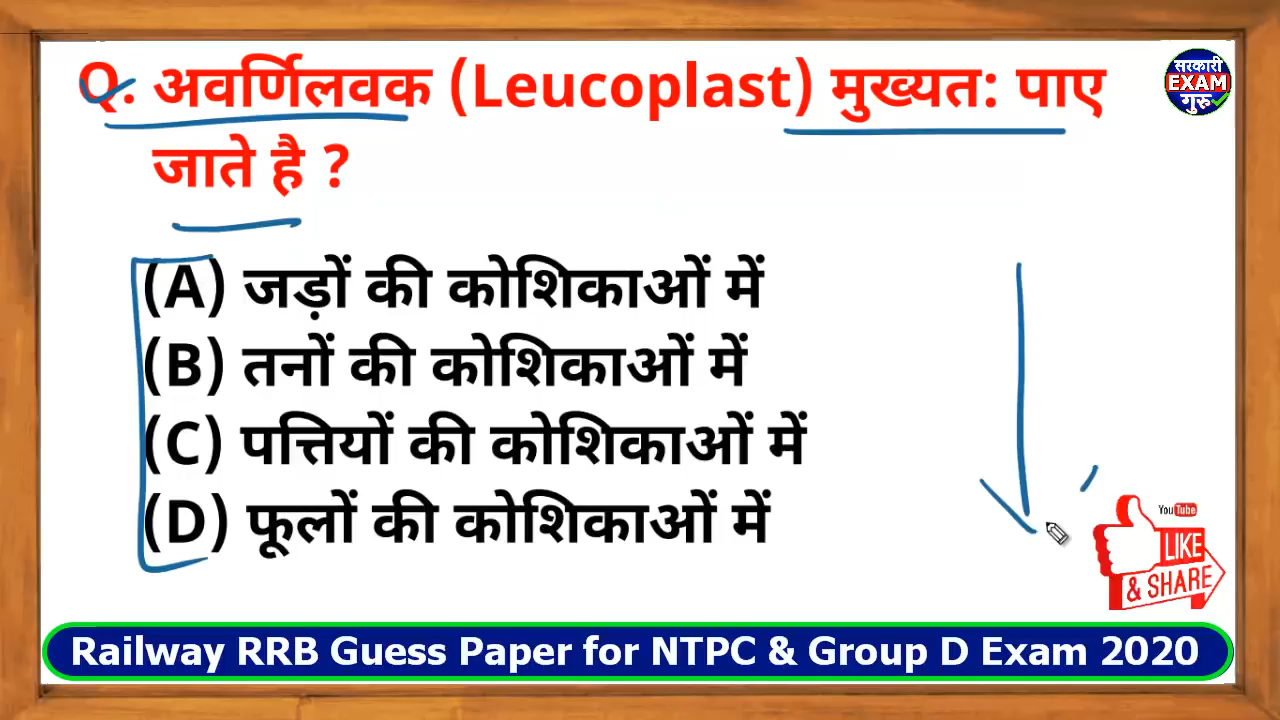 Q. अवर्णिलवक (Leucoplast) मुख्यत: पाए
जाते है ?
(A) जड़ों की कोशिकाओं में
(B) तनों की कोशिकाओं में
(C) पत्तियों की कोशिकाओं में
(D) फूलों की कोशिकाओं में
सरकारी
EXAM
गुरु
YouTube
LIKE
& SHARE
Railway RRB Guess Paper for NTPC & Group D Exam 2020